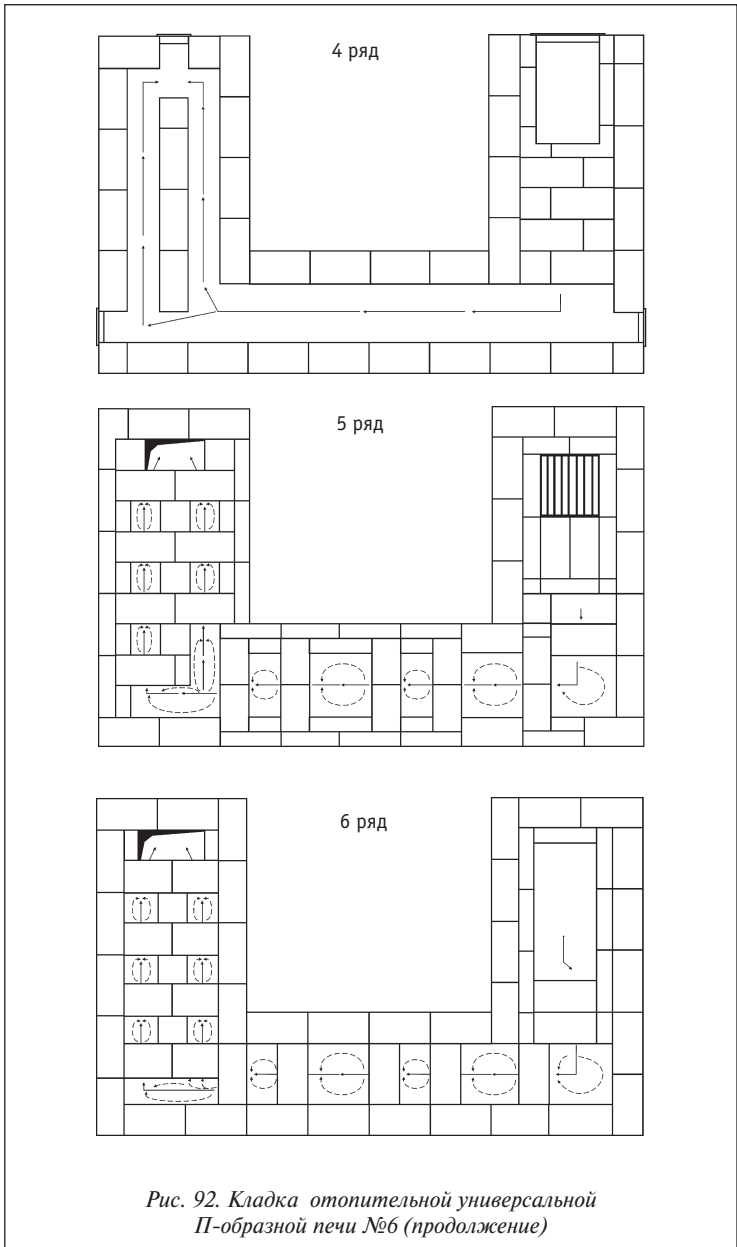 4 ряд
5 ряд
6 ряд
Рис. 92. Кладка отопительной универсальной
П-образной печи №6 (продолжение)